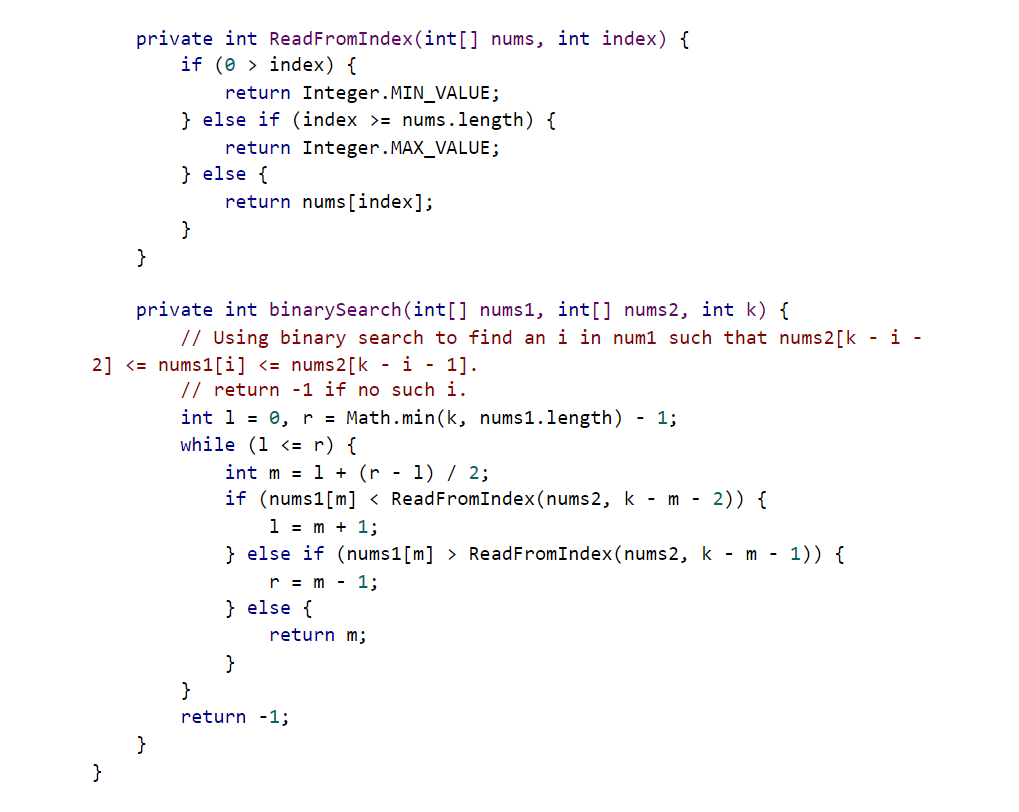 private int ReadFromIndex(int[] nums, int index) {
if (0 > index) {
return Integer.MIN_VALUE;
} else if (index >= nums.length) {
return Integer.MAX_VALUE;
} else {
return nums[index];
}
}
private int binarySearch(int[] nums1, int[] nums2, int k) {
// Using binary search to find an i in num1 such that nums2[k - i -
2] <= nums1[i] <= nums2[k - i - 1].
// return -1 if no such i.
int l = 0, r = Math.min(k, nums1.length) - 1;
while (l <= r) {
int m = l + (r - l) / 2;
if (nums1[m] < ReadFromIndex(nums2, k - m - 2)) {
l = m + 1;
} else if (nums1[m] > ReadFromIndex(nums2, k - m - 1)) {
r = m - 1;
} else {
return m;
}
}
return -1;
}
}